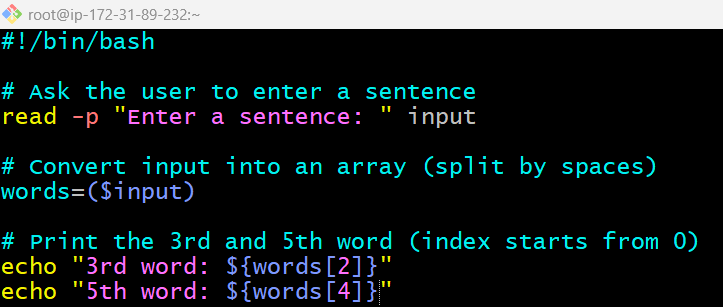 root@ip-172-31-89-232:~
#!/bin/bash
# Ask the user to enter a sentence
read -p "Enter a sentence: " input
# Convert input into an array (split by spaces)
words=($input)
# Print the 3rd and 5th word (index starts from 0)
echo "3rd word: ${words[2]}"
echo "5th word: ${words[4]}"